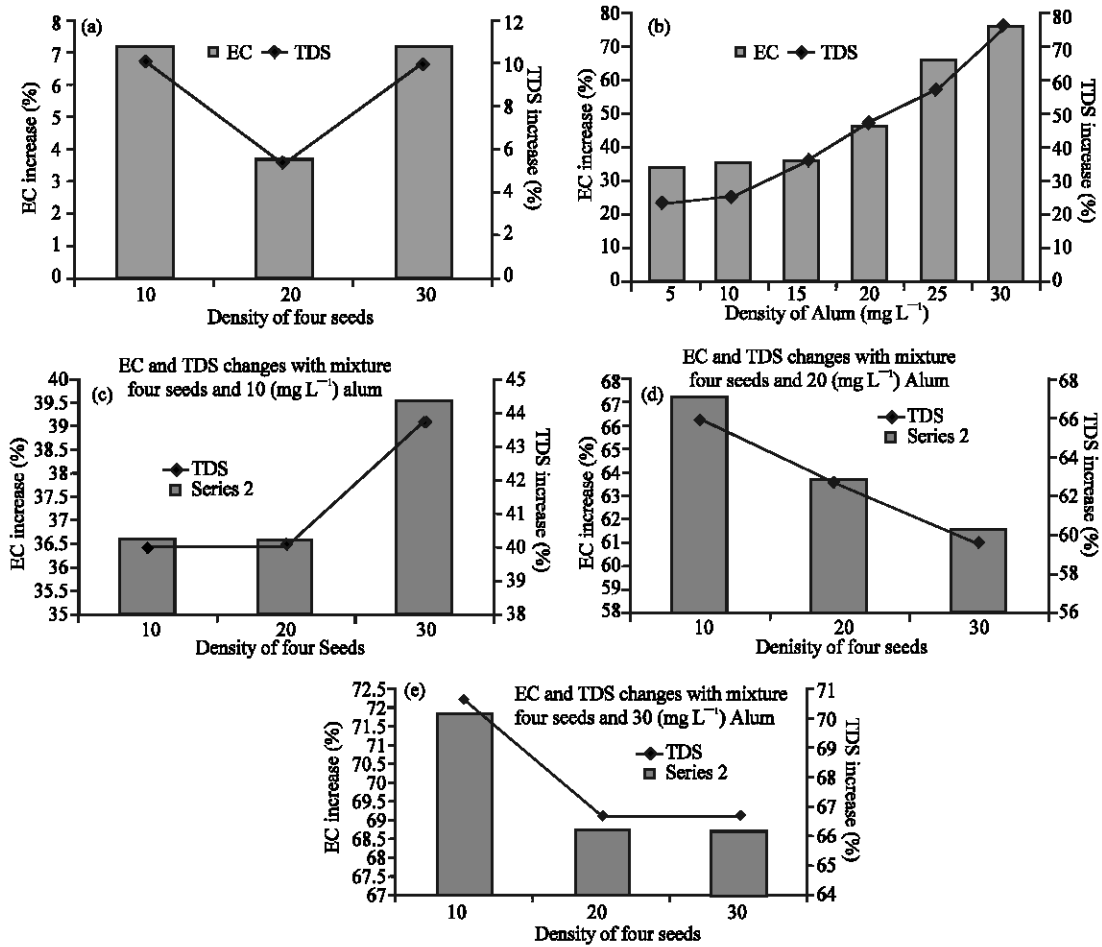 (a)
EC
TDS
EC increase (%)
8
7
6
5
4
3
2
1
0
TDS increase (%)
12
10
8
6
4
2
0
10 20 30
Density of four seeds
(b)
EC
TDS
EC increase (%)
80
70
60
50
40
30
20
10
0
TDS increase (%)
80
70
60
50
40
30
20
10
0
5 10 15 20 25 30
Density of Alum (mg L⁻¹)
EC and TDS changes with mixture
four seeds and 10 (mg L⁻¹) alum
(c)
TDS
Series 2
EC increase (%)
40
39.5
39
38.5
38
37.5
37
36.5
36
35.5
35
TDS increase (%)
45
44
43
42
41
40
39
38
10 20 30
Density of four Seeds
EC and TDS changes with mixture
four seeds and 20 (mg L⁻¹) Alum
(d)
TDS
Series 2
EC increase (%)
68
67
65
64
62
61
60
58
TDS increase (%)
68
66
64
62
60
58
56
10 20 30
Denisity of four seeds
(e)
EC and TDS changes with mixture
four seeds and 30 (mg L⁻¹) Alum
TDS
Series 2
EC increase (%)
72.5
72
71.5
71
70.5
70
69.5
69
68.5
68
67.5
67
TDS increase (%)
71
70
69
68
67
66
65
64
10 20 30
Density of four seeds